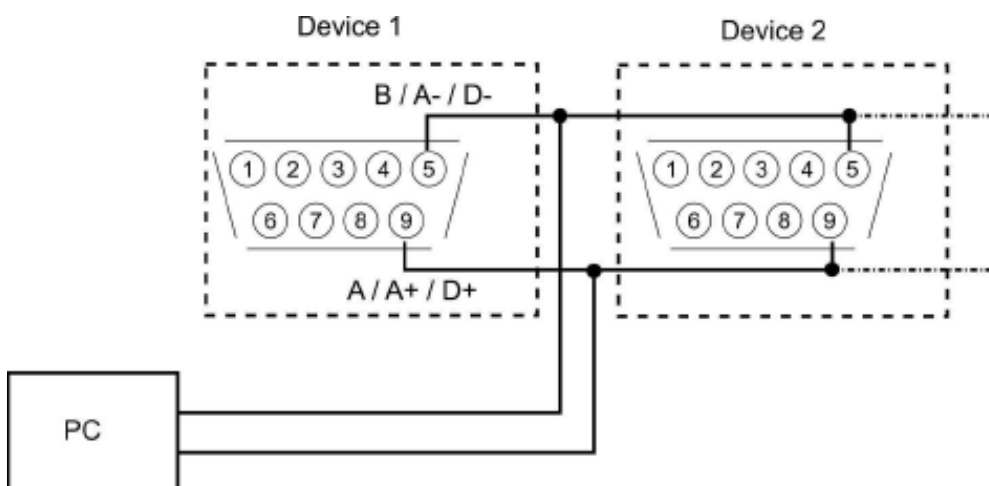 Device 1
Device 2
B / A- / D-
1 2 3 4 5
1 2 3 4 5
6 7 8 9
6 7 8 9
A / A+ / D+
PC